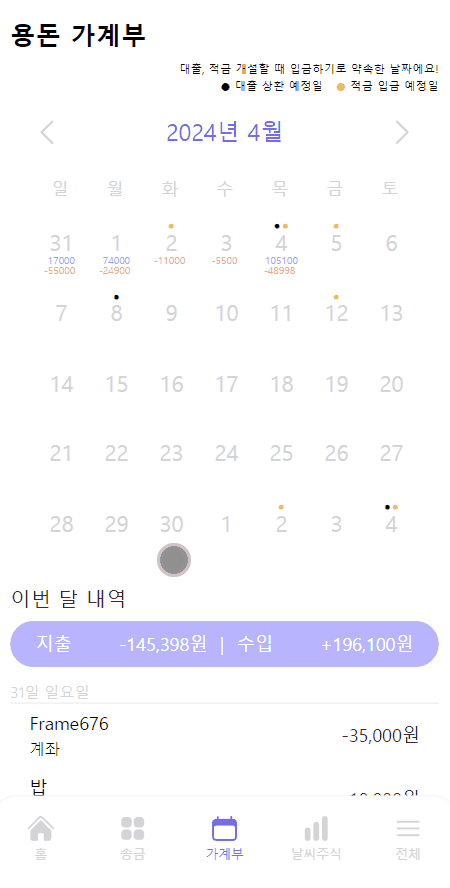 용돈 가계부
대출, 적금 개설할 때 입금하기로 약속한 날짜에요!
대출 상환 예정일 적금 입금 예정일
2024년 4월
일 월 화 수 목 금 토
31 1 2 3 4 5 6
17000 74000 -11000 -5500 105100
-55000 -24900 -48998
7 8 9 10 11 12 13
14 15 16 17 18 19 20
21 22 23 24 25 26 27
28 29 30 1 2 3 4
이번 달 내역
지출 -145,398원 | 수입 +196,100원
31일 일요일
Frame676
계좌 -35,000원
밥
홈 송금 가계부 날씨주식 전체